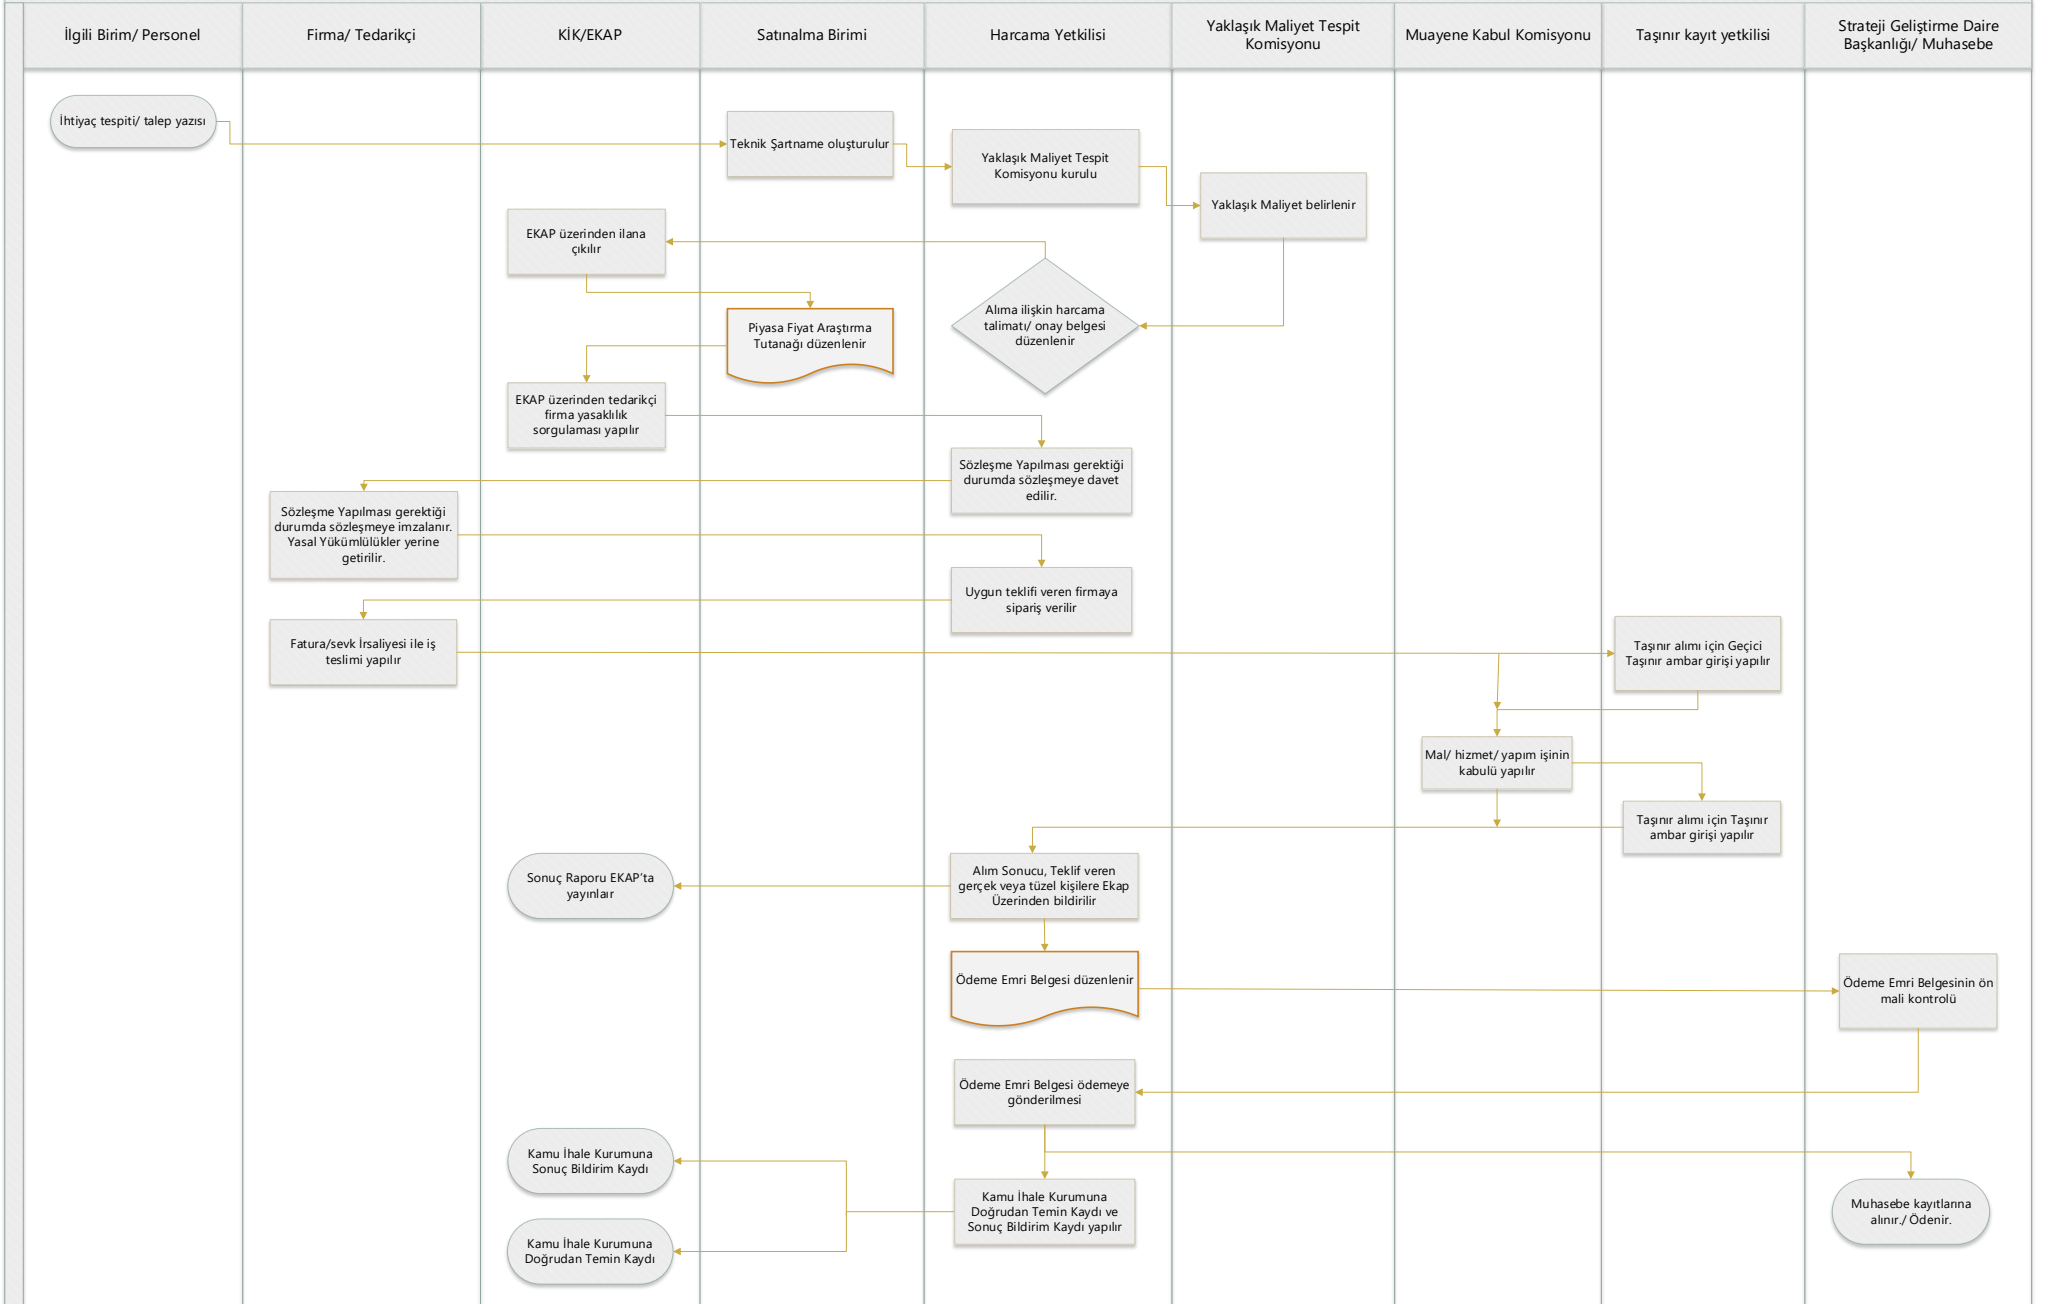 İlgili Birim/ Personel
Firma/ Tedarikçi
KİK/EKAP
Satınalma Birimi
Harcama Yetkilisi
Yaklaşık Maliyet Tespit
Komisyonu
Muayene Kabul Komisyonu
Taşınır kayıt yetkilisi
Strateji Geliştirme Daire
Başkanlığı/ Muhasebe
İhtiyaç tespiti/ talep yazısı
Teknik Şartname oluşturulur
Yaklaşık Maliyet Tespit
Komisyonu kurulu
Yaklaşık Maliyet belirlenir
EKAP üzerinden ilana
çıkılır
Alıma ilişkin harcama
talimatı/ onay belgesi
düzenlenir
Piyasa Fiyat Araştırma
Tutanağı düzenlenir
EKAP üzerinden tedarikçi
firma yasaklılık
sorgulaması yapılır
Sözleşme Yapılması gerektiği
durumda sözleşmeye davet
edilir.
Sözleşme Yapılması gerektiği
durumda sözleşmeye imzalanır.
Yasal Yükümlülükler yerine
getirilir.
Uygun teklifi veren firmaya
sipariş verilir
Fatura/sevk İrsaliyesi ile iş
teslimi yapılır
Taşınır alımı için Geçici
Taşınır ambar girişi yapılır
Mal/ hizmet/ yapım işinin
kabulü yapılır
Taşınır alımı için Taşınır
ambar girişi yapılır
Alım Sonucu, Teklif veren
gerçek veya tüzel kişilere Ekap
Üzerinden bildirilir
Sonuç Raporu EKAP'ta
yayınlaır
Ödeme Emri Belgesi düzenlenir
Ödeme Emri Belgesinin ön
mali kontrolü
Ödeme Emri Belgesi ödemeye
gönderilmesi
Kamu İhale Kurumuna
Sonuç Bildirim Kaydı
Kamu İhale Kurumuna
Doğrudan Temin Kaydı ve
Sonuç Bildirim Kaydı yapılır
Muhasebe kayıtlarına
alınır./ Ödenir.
Kamu İhale Kurumuna
Doğrudan Temin Kaydı